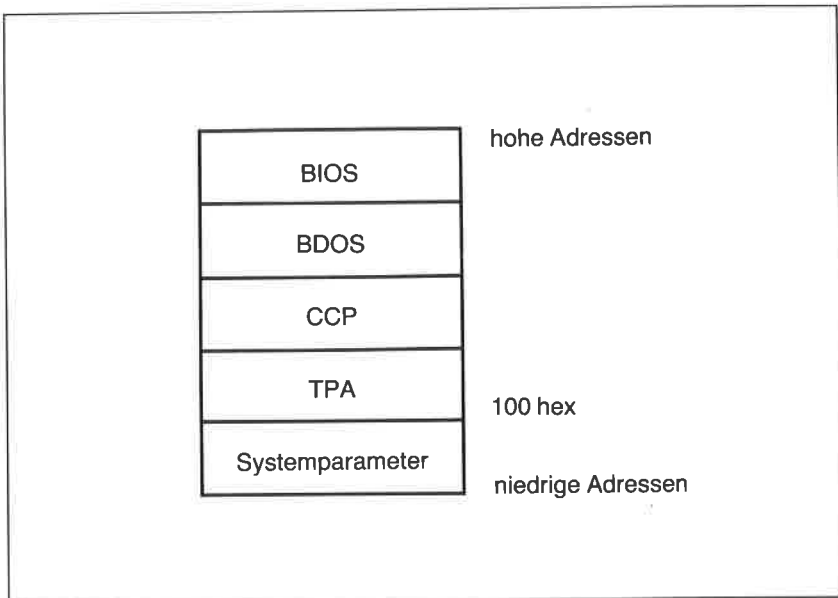 hohe Adressen
BIOS
BDOS
CCP
TPA
100 hex
Systemparameter
niedrige Adressen